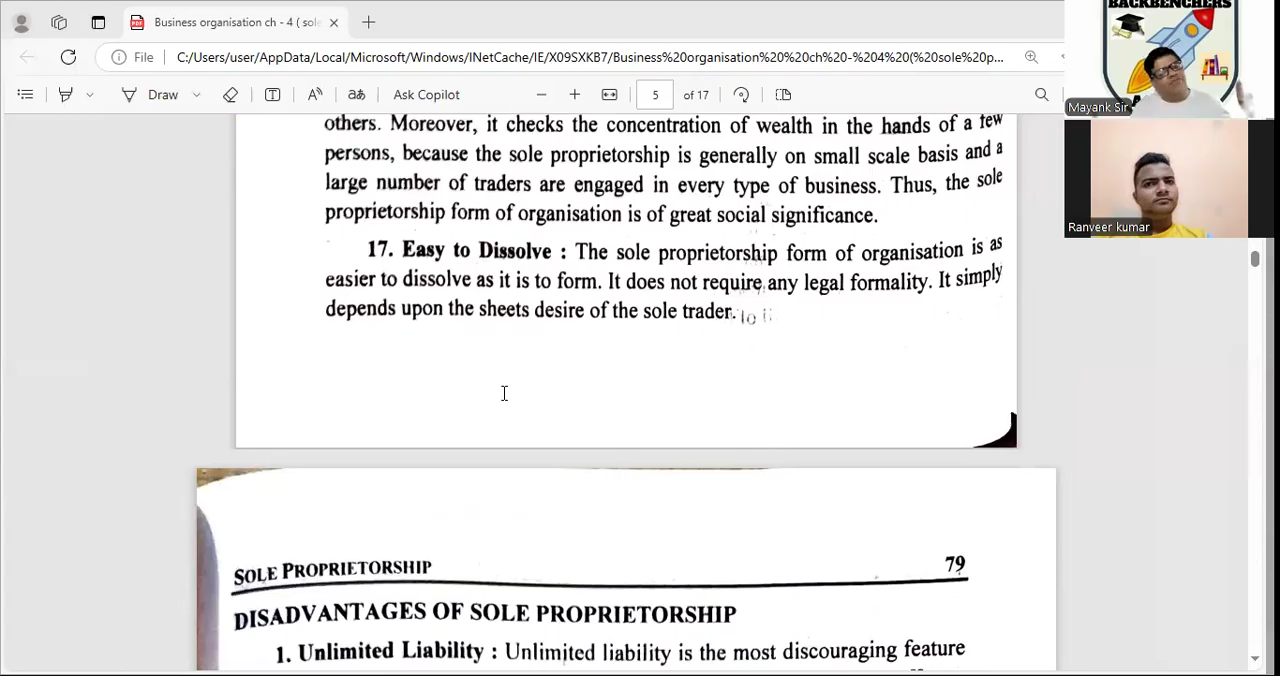 Business organisation ch - 4 ( sole
File
C:/Users/user/AppData/Local/Microsoft/Windows/INetCache/IE/X09SXKB7/Business%20organisation%20%20ch%20-%204%20(%20sole%20p...
Draw
aあ
Ask Copilot
5
of 17
BACKBENCHERS
Mayank Sir
Ranveer kumar
others. Moreover, it checks the concentration of wealth in the hands of a few
persons, because the sole proprietorship is generally on small scale basis and a
large number of traders are engaged in every type of business. Thus, the sole
proprietorship form of organisation is of great social significance.
17. Easy to Dissolve : The sole proprietorship form of organisation is as
easier to dissolve as it is to form. It does not require any legal formality. It simply
depends upon the sheets desire of the sole trader.
SOLE PROPRIETORSHIP
79
DISADVANTAGES OF SOLE PROPRIETORSHIP
1. Unlimited Liability : Unlimited liability is the most discouraging feature